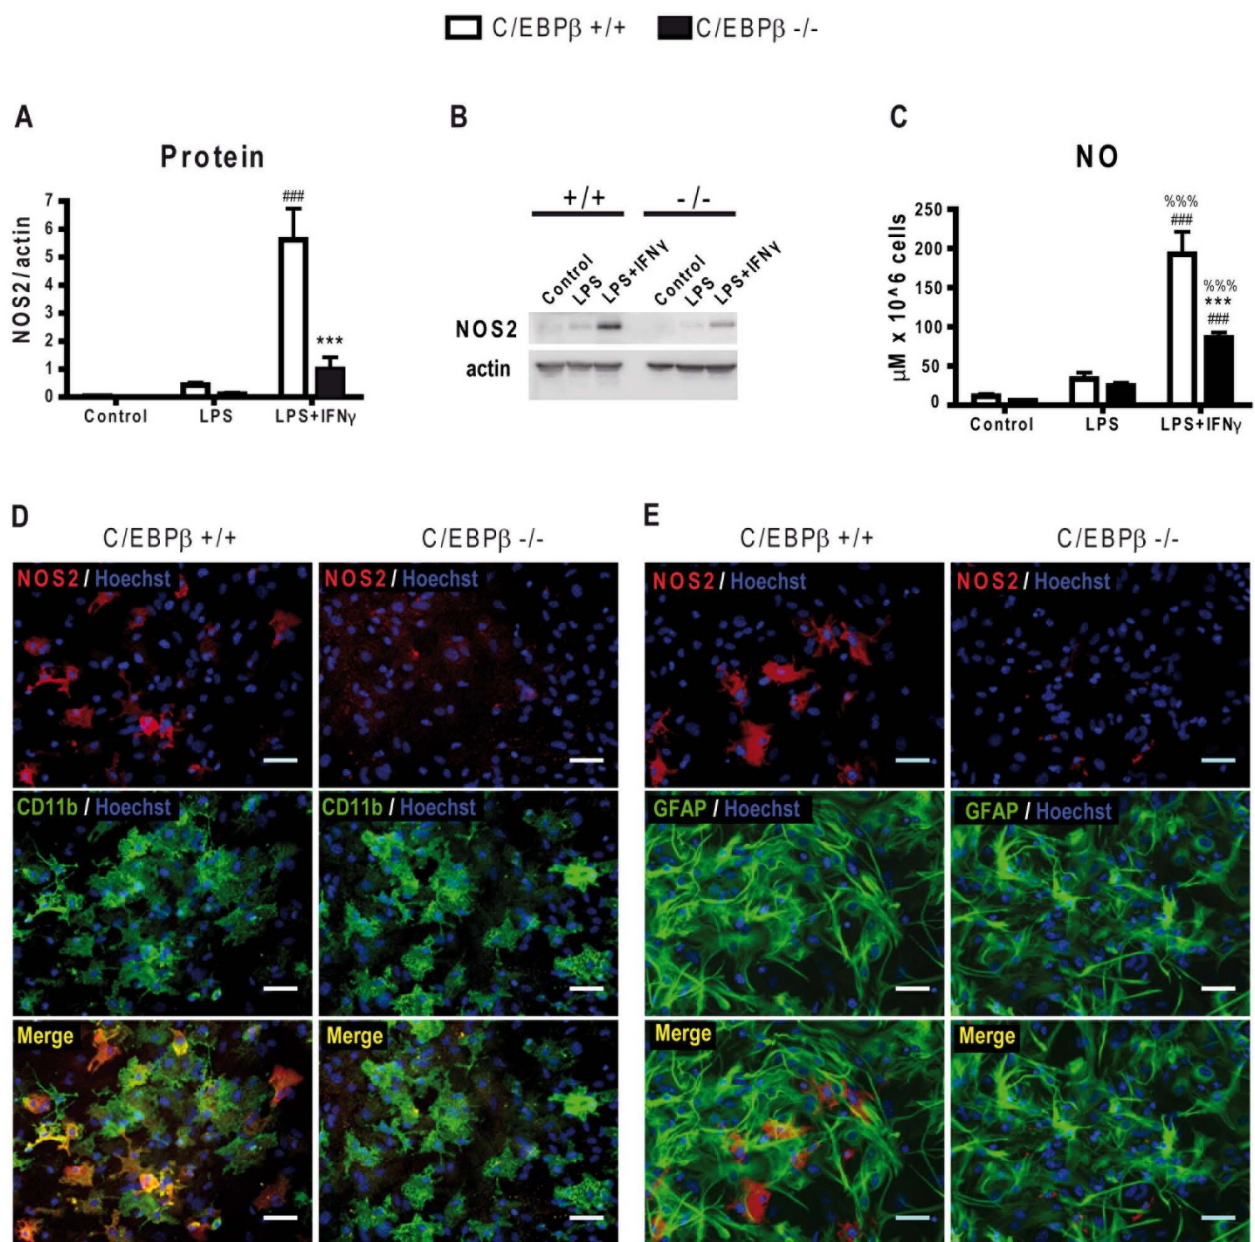 C/EBPβ +/+ C/EBPβ -/-
A
Protein
NOS2/actin
7
6
5
4
3
2
1
0
###
***
Control LPS LPS+IFNγ
B
+/+ -/-
Control LPS LPS+IFNγ Control LPS LPS+IFNγ
NOS2
actin
C
NO
µM x 10^6 cells
250
200
150
100
50
0
%%%
###
%%%
***
###
Control LPS LPS+IFNγ
D
C/EBPβ +/+ C/EBPβ -/-
NOS2 / Hoechst NOS2 / Hoechst
CD11b / Hoechst CD11b / Hoechst
Merge Merge
E
C/EBPβ +/+ C/EBPβ -/-
NOS2 / Hoechst NOS2 / Hoechst
GFAP / Hoechst GFAP / Hoechst
Merge Merge